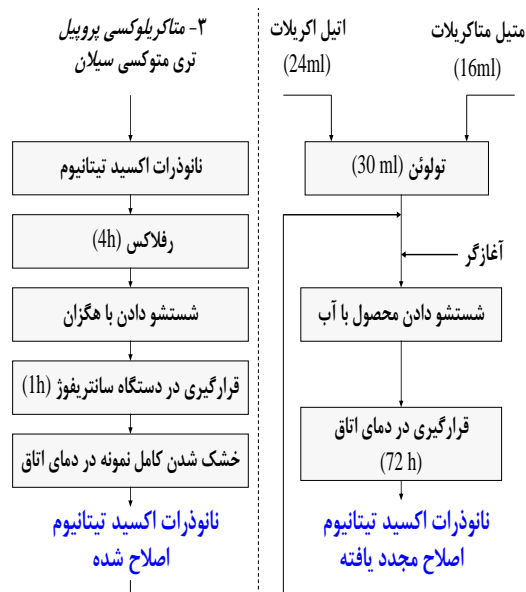 ۳- متاکریلوکسی پروپیل
تری متوکسی سیلان
نانوذرات اکسید تیتانیوم
رفلاکس (4h)
شستشو دادن با هگزان
قرارگیری در دستگاه سانتریفوژ (1h)
خشک شدن کامل نمونه در دمای اتاق
نانوذرات اکسید تیتانیوم
اصلاح شده
متیل متاکریلات
(16ml)
اتیل اکریلات
(24ml)
تولوئن (30 ml)
آغازگر
شستشو دادن محصول با آب
قرارگیری در دمای اتاق
(72 h)
نانوذرات اکسید تیتانیوم
اصلاح مجدد یافته